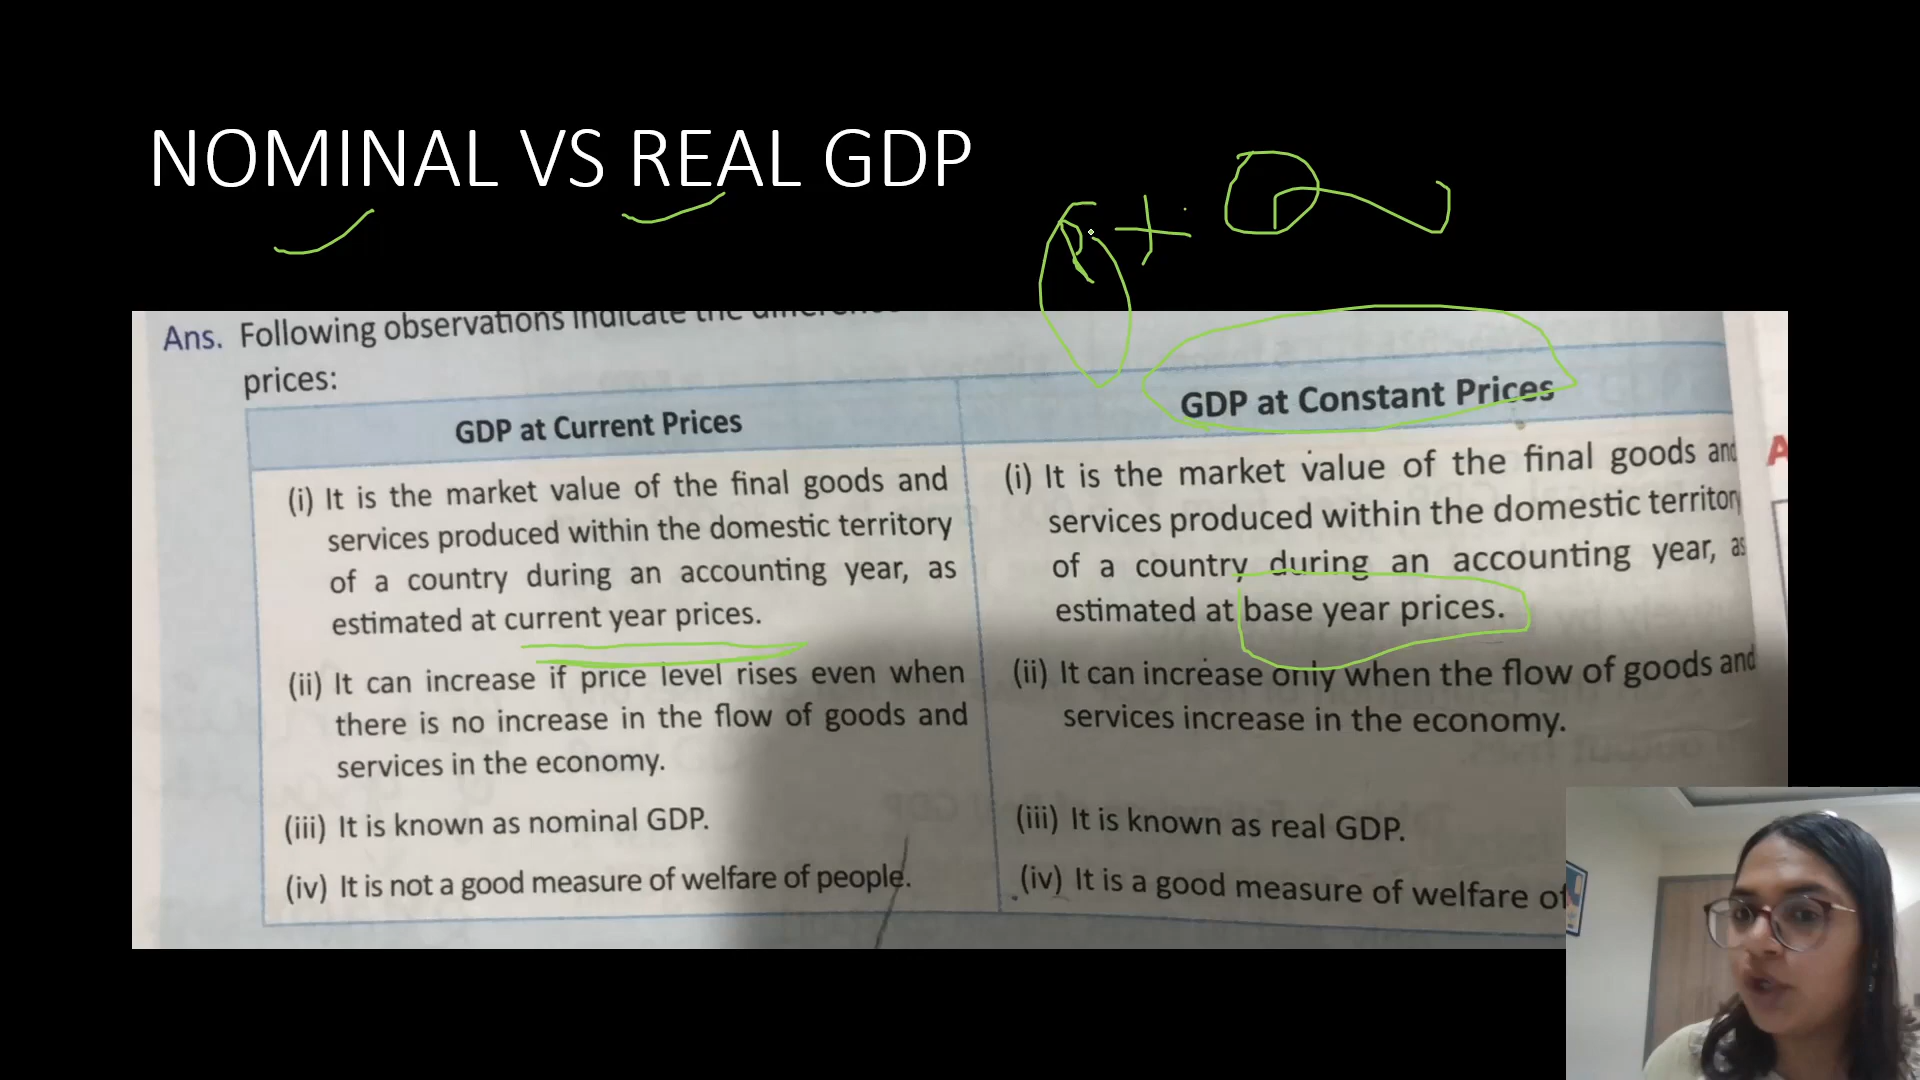 NOMINAL VS REAL GDP
Ans. Following observations indicate the
prices:
GDP at Current Prices
(i) It is the market value of the final goods and
services produced within the domestic territory
of a country during an accounting year, as
estimated at current year prices.
(ii) It can increase if price level rises even when
there is no increase in the flow of goods and
services in the economy.
(iii) It is known as nominal GDP.
(iv) It is not a good measure of welfare of people.
GDP at Constant Prices
(i) It is the market value of the final goods and
services produced within the domestic territory
of a country during an accounting year, as
estimated at base year prices.
(ii) It can increase only when the flow of goods and
services increase in the economy.
(iii) It is known as real GDP.
(iv) It is a good measure of welfare of